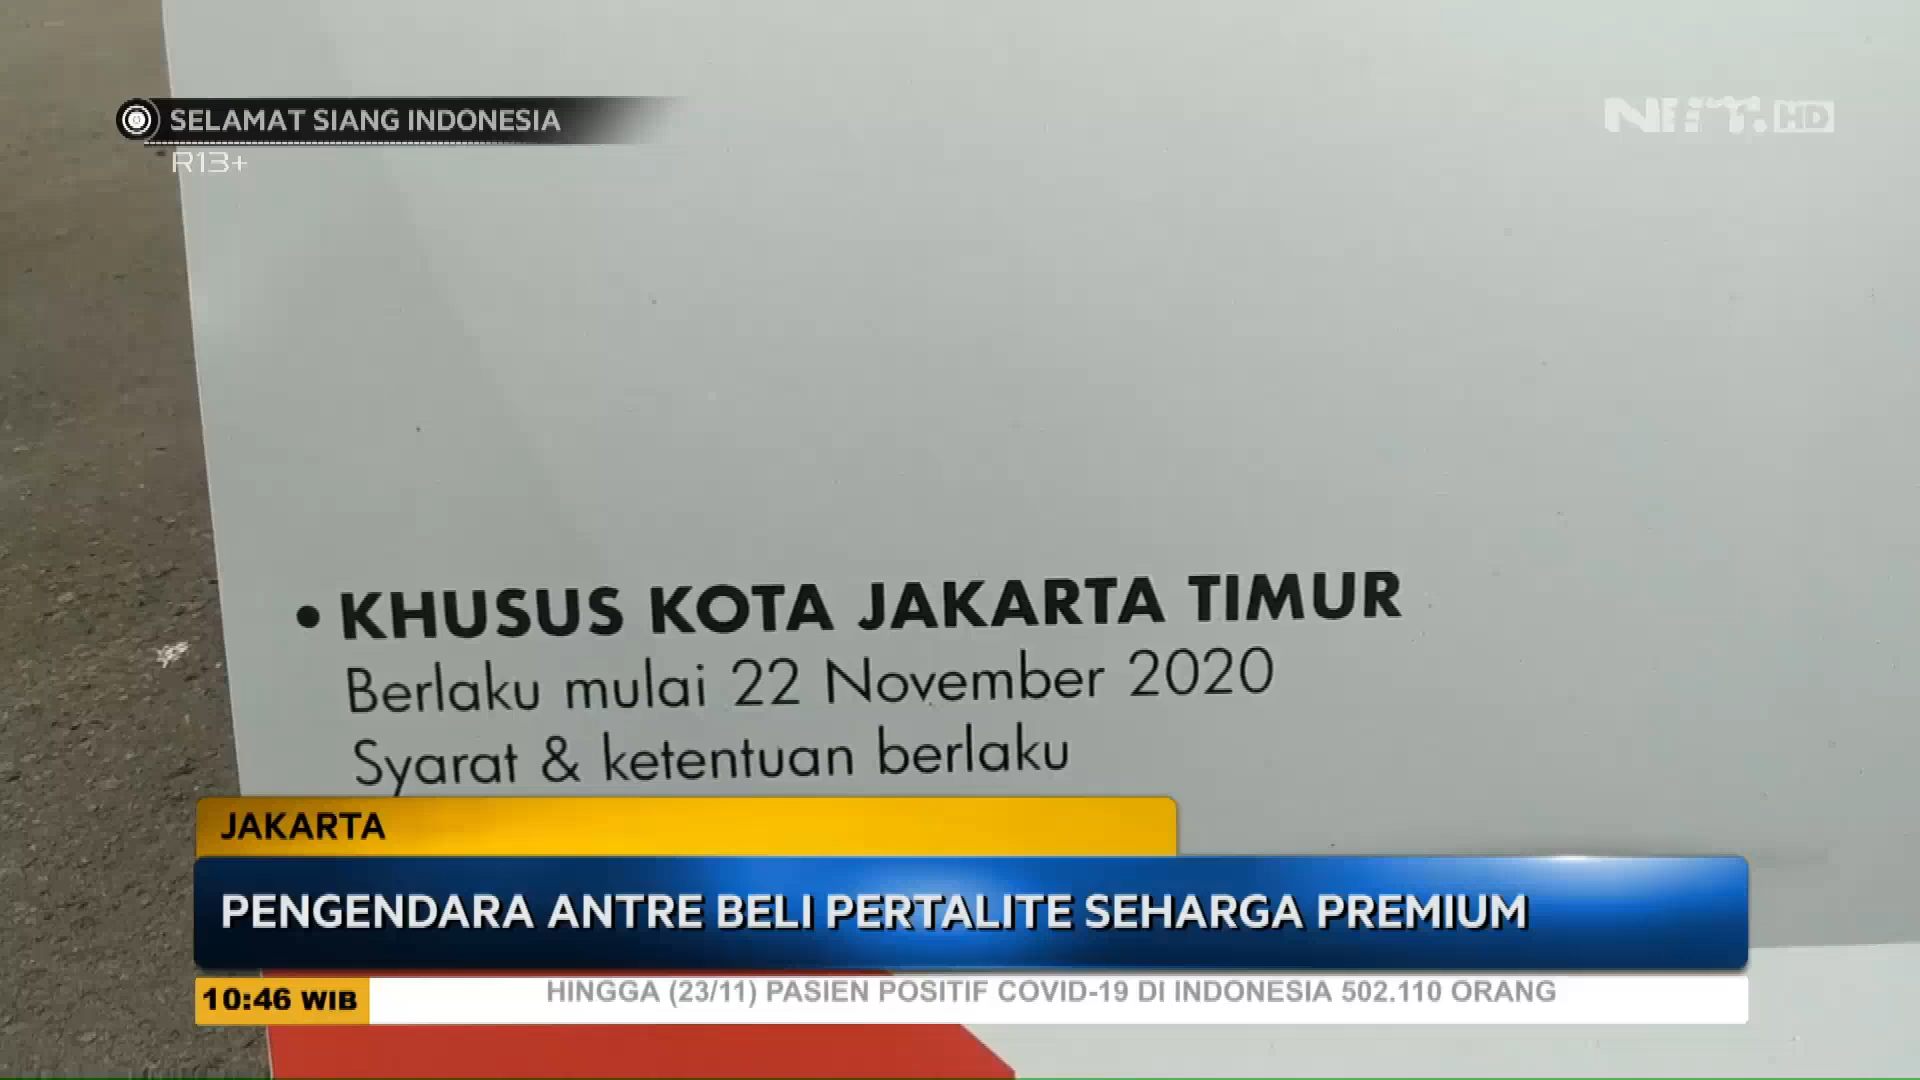 SELAMAT SIANG INDONESIA
R13+
HD
• KHUSUS KOTA JAKARTA TIMUR
Berlaku mulai 22 November 2020
Syarat & ketentuan berlaku
JAKARTA
PENGENDARA ANTRE BELI PERTALITE SEHARGA PREMIUM
10:46 WIB
HINGGA (23/11) PASIEN POSITIF COVID-19 DI INDONESIA 502.110 ORANG